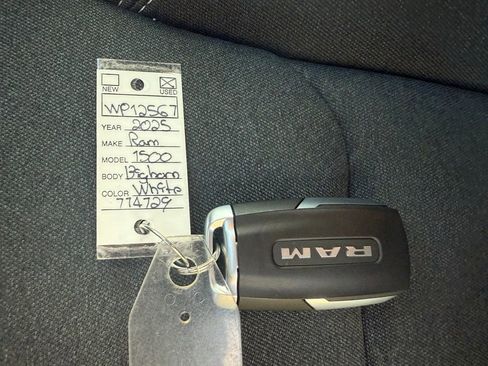 NEW
USED
WP12567
YEAR 2025
MAKE Ram
MODEL 1500
BODY Bighorn
COLOR White
714729
RAM